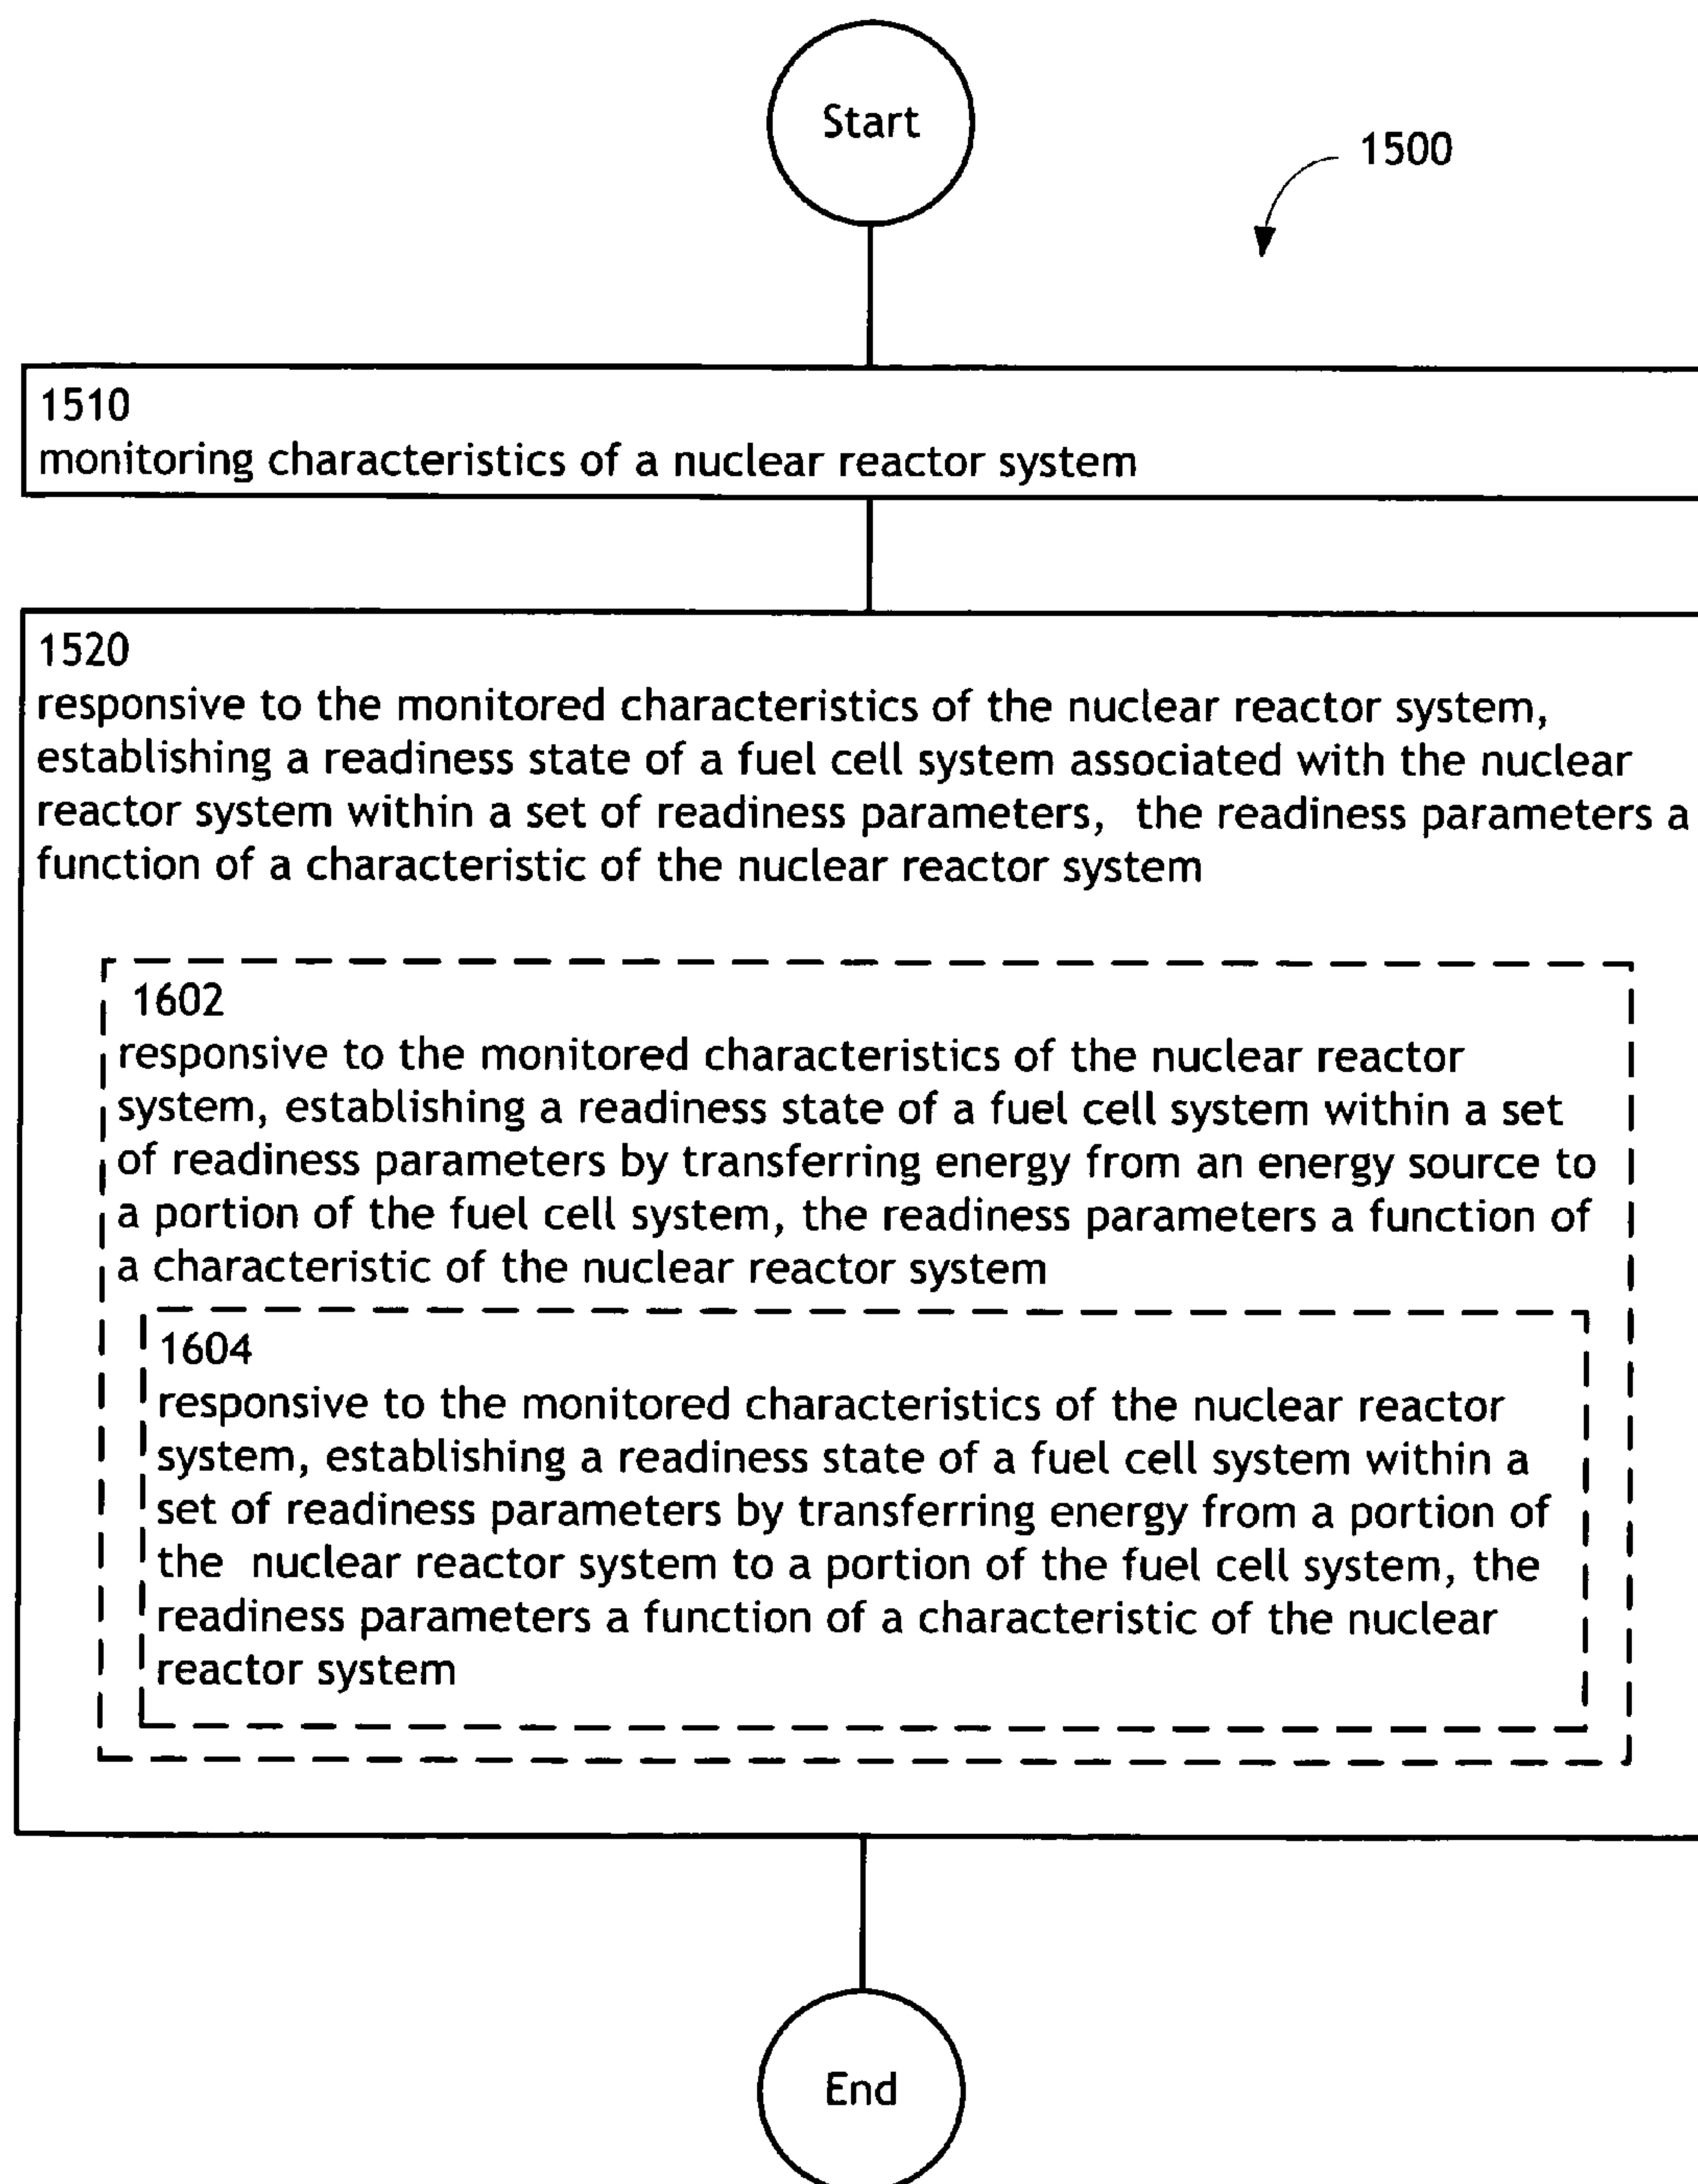 Start
1500
1510
monitoring characteristics of a nuclear reactor system
1520
responsive to the monitored characteristics of the nuclear reactor system,
establishing a readiness state of a fuel cell system associated with the nuclear
reactor system within a set of readiness parameters, the readiness parameters a
function of a characteristic of the nuclear reactor system
1602
responsive to the monitored characteristics of the nuclear reactor
system, establishing a readiness state of a fuel cell system within a set
of readiness parameters by transferring energy from an energy source to
a portion of the fuel cell system, the readiness parameters a function of
a characteristic of the nuclear reactor system
1604
responsive to the monitored characteristics of the nuclear reactor
system, establishing a readiness state of a fuel cell system within a
set of readiness parameters by transferring energy from a portion of
the nuclear reactor system to a portion of the fuel cell system, the
readiness parameters a function of a characteristic of the nuclear
reactor system
End